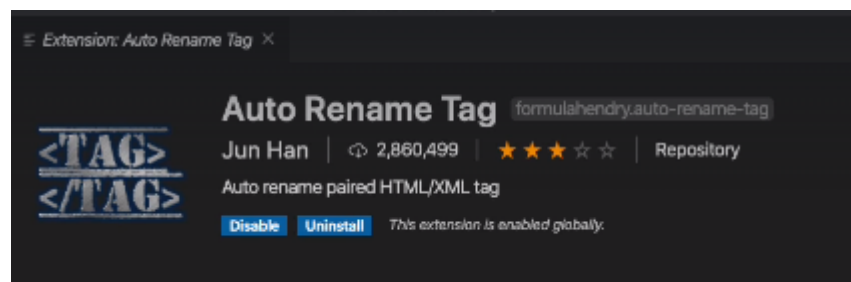 Extension: Auto Rename Tag ×
Auto Rename Tag formulahendry.auto-rename-tag
<TAG>
</TAG>
Jun Han | 2,860,499 | ★★★☆☆ | Repository
Auto rename paired HTML/XML tag
Disable Uninstall This extension is enabled globally.